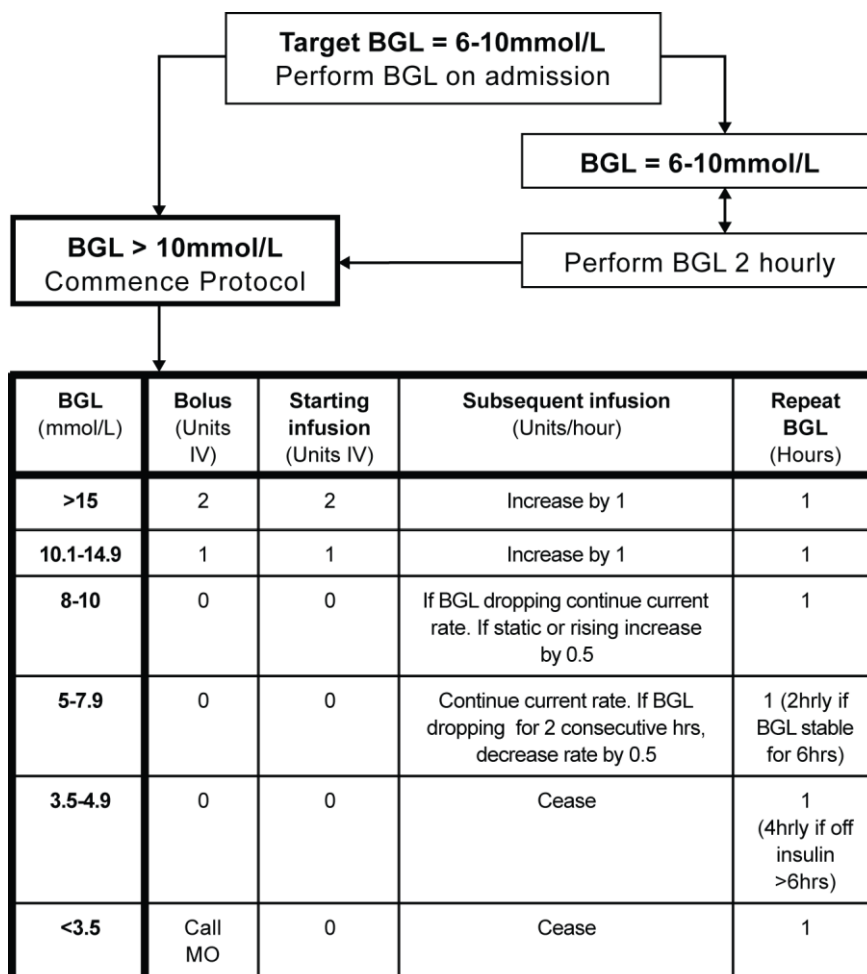 Target BGL = 6-10mmol/L
Perform BGL on admission
BGL = 6-10mmol/L
BGL > 10mmol/L
Commence Protocol
Perform BGL 2 hourly
BGL
(mmol/L)
Bolus
(Units
IV)
Starting
infusion
(Units IV)
Subsequent infusion
(Units/hour)
Repeat
BGL
(Hours)
>15
2
2
Increase by 1
1
10.1-14.9
1
1
Increase by 1
1
8-10
0
0
If BGL dropping continue current
rate. If static or rising increase
by 0.5
1
5-7.9
0
0
Continue current rate. If BGL
dropping for 2 consecutive hrs,
decrease rate by 0.5
1 (2hrly if
BGL stable
for 6hrs)
3.5-4.9
0
0
Cease
1
(4hrly if off
insulin
>6hrs)
<3.5
Call
MO
0
Cease
1